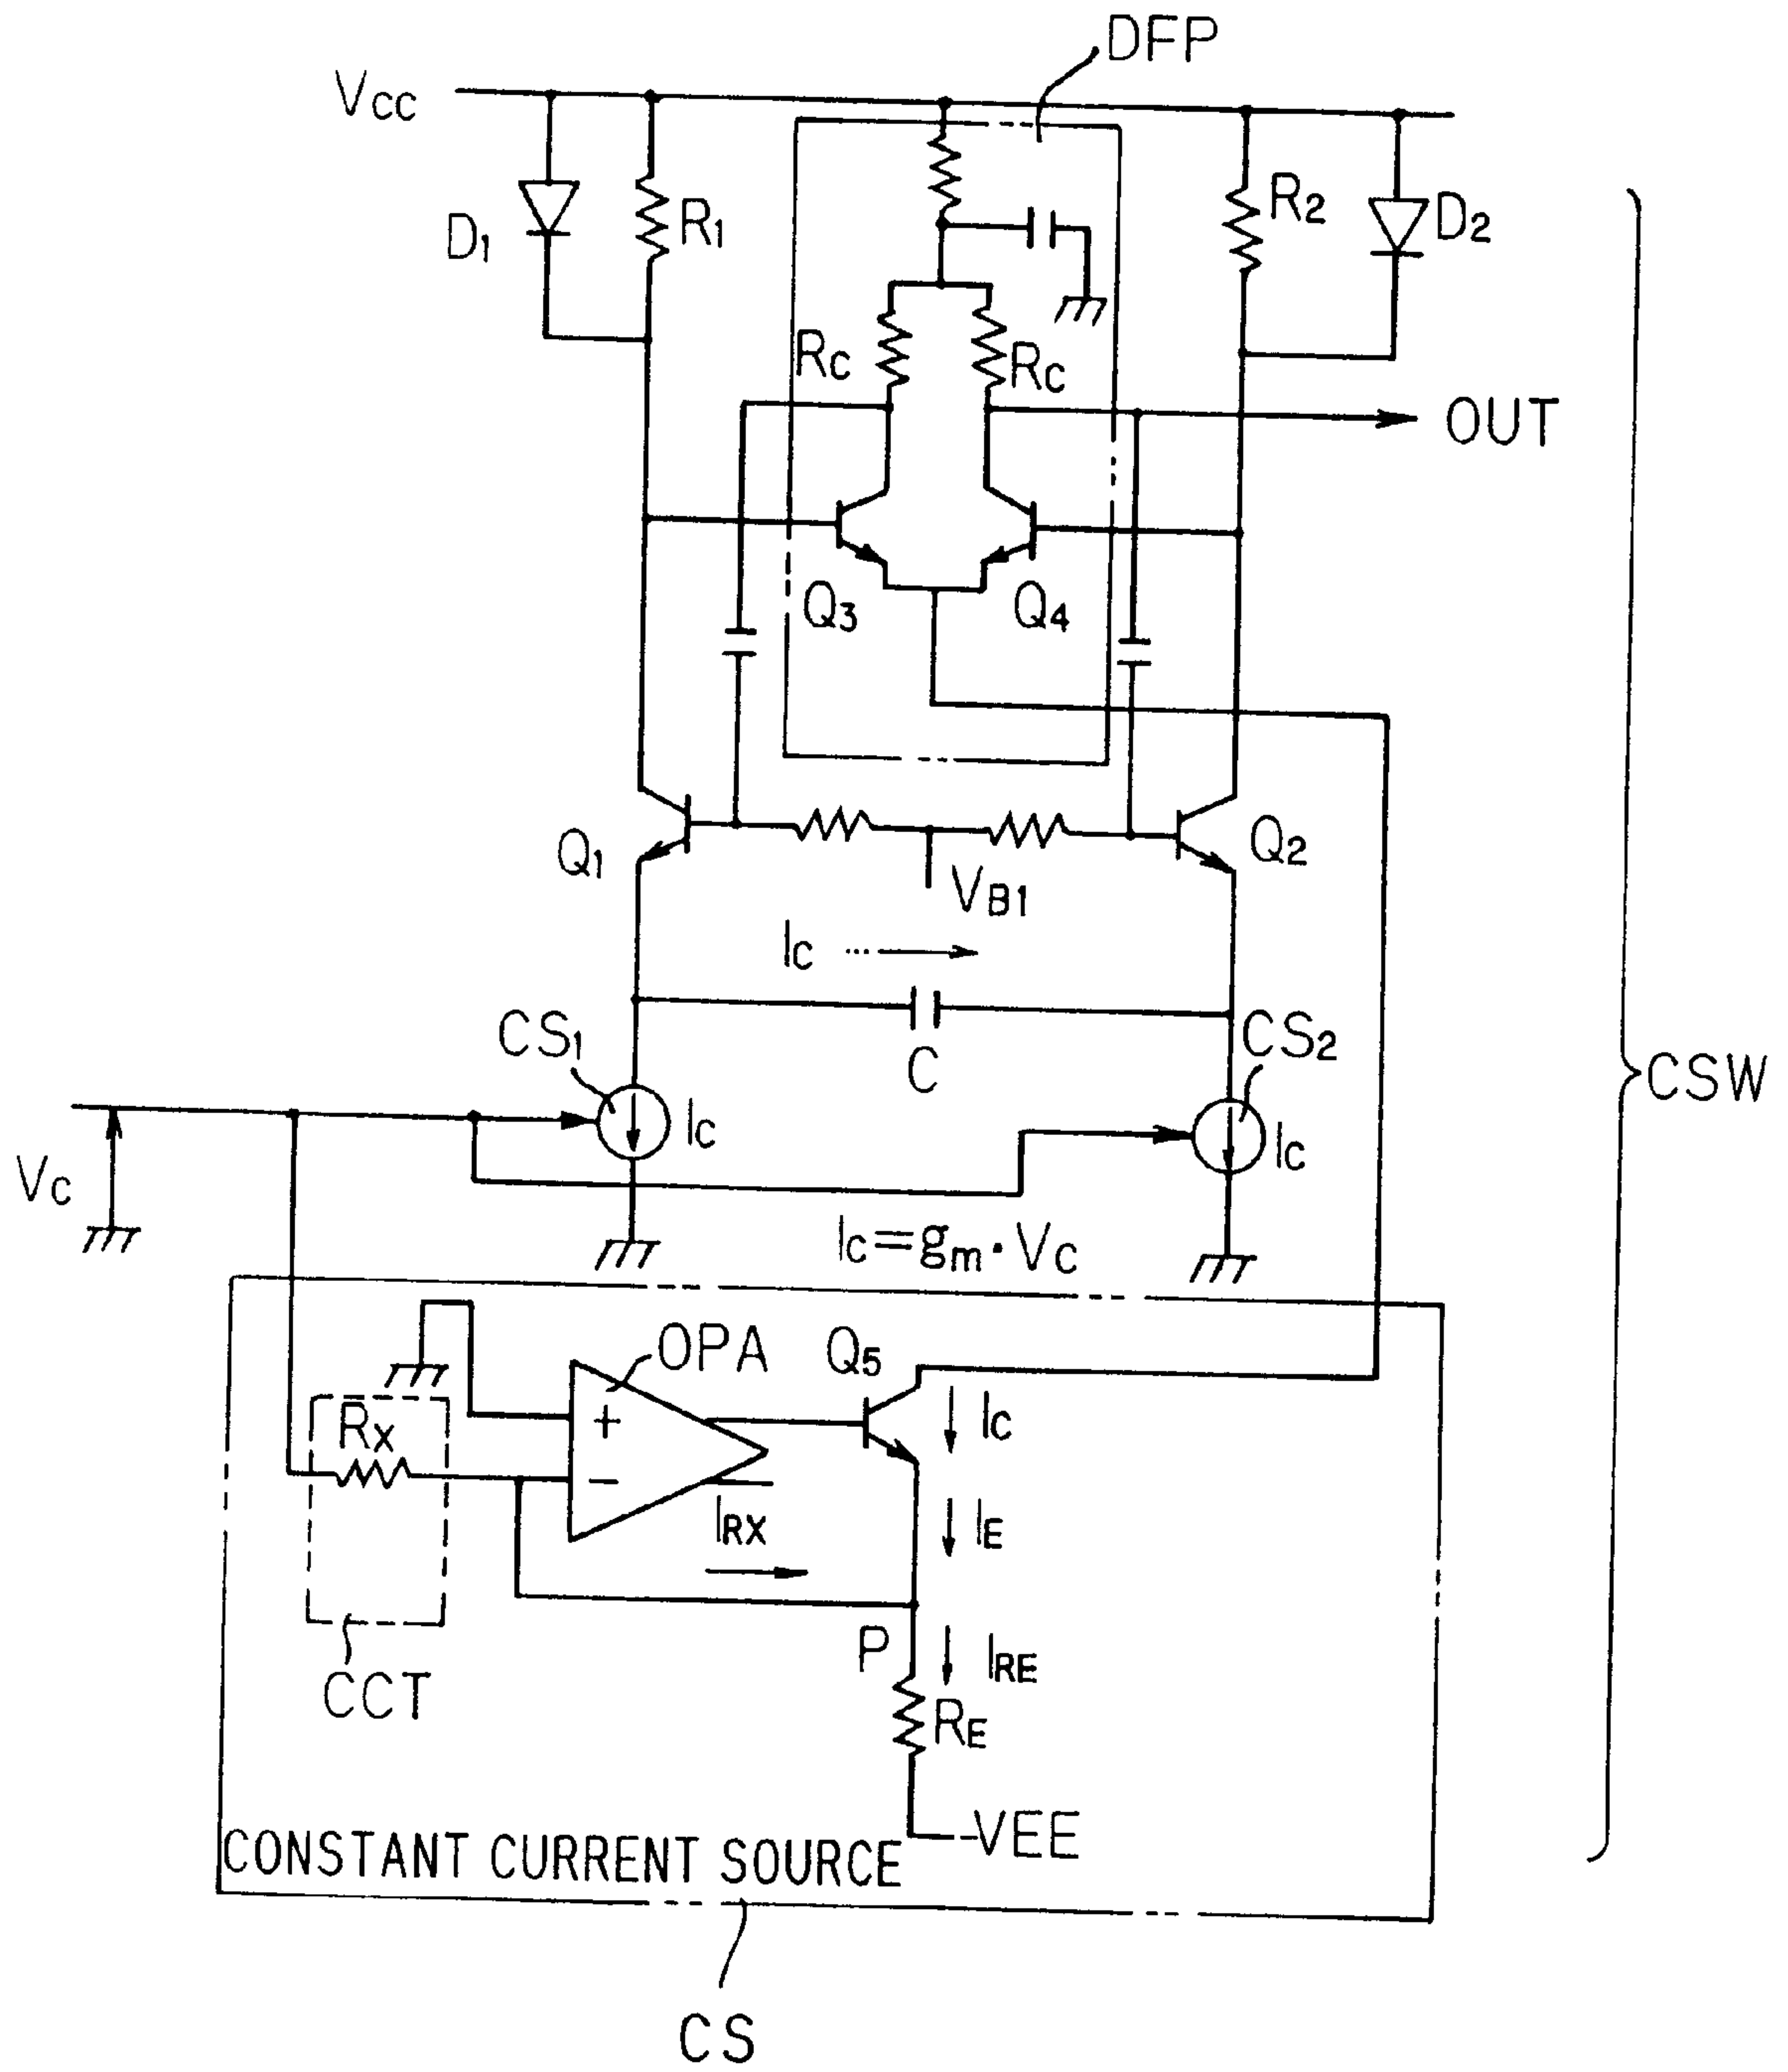 DFP
Vcc
D1
R1
R2
D2
Rc
Rc
OUT
Q3
Q4
Q1
Q2
VB1
Ic
CS1
C
CS2
CSW
Ic
Ic
Vc
Ic=gm·Vc
OPA
Q5
+
Ic
Rx
−
IRX
IE
P
IRE
CCT
RE
-VEE
CONSTANT CURRENT SOURCE
CS